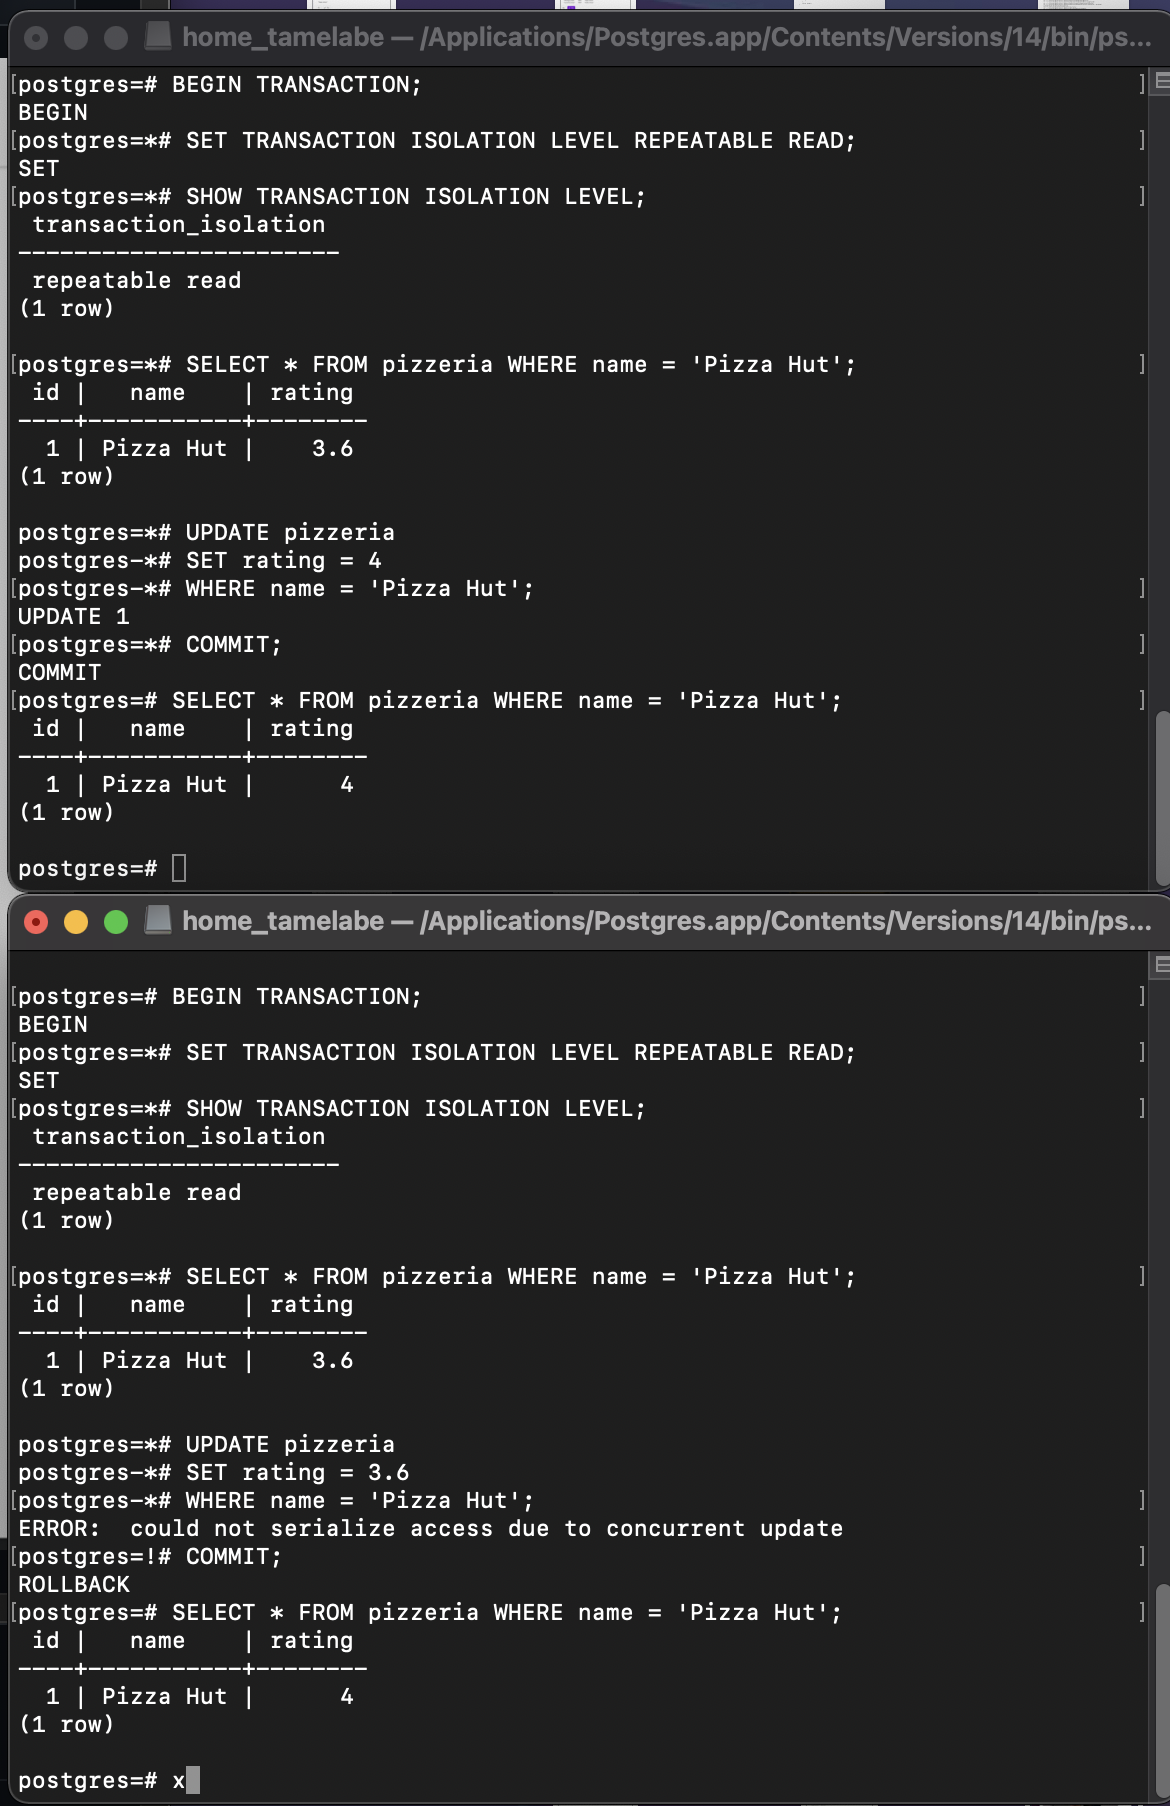 home_tamelabe — /Applications/Postgres.app/Contents/Versions/14/bin/ps...
[postgres=# BEGIN TRANSACTION; ]
BEGIN
[postgres=*# SET TRANSACTION ISOLATION LEVEL REPEATABLE READ; ]
SET
[postgres=*# SHOW TRANSACTION ISOLATION LEVEL; ]
 transaction_isolation
-----------------------
 repeatable read
(1 row)
[postgres=*# SELECT * FROM pizzeria WHERE name = 'Pizza Hut'; ]
 id |   name    | rating
----+-----------+--------
  1 | Pizza Hut |    3.6
(1 row)
postgres=*# UPDATE pizzeria
postgres-*# SET rating = 4
[postgres-*# WHERE name = 'Pizza Hut'; ]
UPDATE 1
[postgres=*# COMMIT; ]
COMMIT
[postgres=# SELECT * FROM pizzeria WHERE name = 'Pizza Hut'; ]
 id |   name    | rating
----+-----------+--------
  1 | Pizza Hut |      4
(1 row)
postgres=#
home_tamelabe — /Applications/Postgres.app/Contents/Versions/14/bin/ps...
[postgres=# BEGIN TRANSACTION; ]
BEGIN
[postgres=*# SET TRANSACTION ISOLATION LEVEL REPEATABLE READ; ]
SET
[postgres=*# SHOW TRANSACTION ISOLATION LEVEL; ]
 transaction_isolation
-----------------------
 repeatable read
(1 row)
[postgres=*# SELECT * FROM pizzeria WHERE name = 'Pizza Hut'; ]
 id |   name    | rating
----+-----------+--------
  1 | Pizza Hut |    3.6
(1 row)
postgres=*# UPDATE pizzeria
postgres-*# SET rating = 3.6
[postgres-*# WHERE name = 'Pizza Hut'; ]
ERROR:  could not serialize access due to concurrent update
[postgres=!# COMMIT; ]
ROLLBACK
[postgres=# SELECT * FROM pizzeria WHERE name = 'Pizza Hut'; ]
 id |   name    | rating
----+-----------+--------
  1 | Pizza Hut |      4
(1 row)
postgres=# x